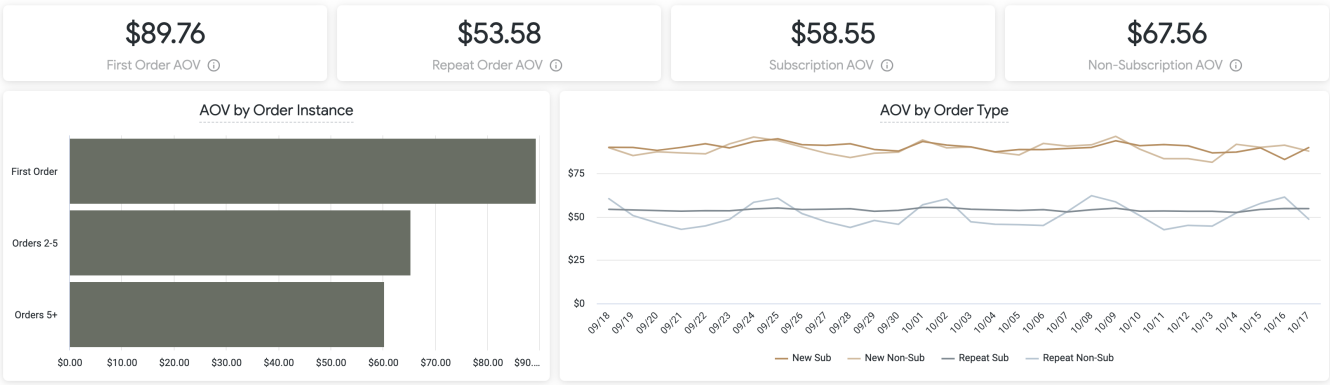 $89.76
First Order AOV
$53.58
Repeat Order AOV
$58.55
Subscription AOV
$67.56
Non-Subscription AOV
AOV by Order Instance
First Order
Orders 2-5
Orders 5+
$0.00 $10.00 $20.00 $30.00 $40.00 $50.00 $60.00 $70.00 $80.00 $90....
AOV by Order Type
$75
$50
$25
$0
09/18 09/19 09/20 09/21 09/22 09/23 09/24 09/25 09/26 09/27 09/28 09/29 09/30 10/01 10/02 10/03 10/04 10/05 10/06 10/07 10/08 10/09 10/10 10/11 10/12 10/13 10/14 10/15 10/16 10/17
New Sub New Non-Sub Repeat Sub Repeat Non-Sub